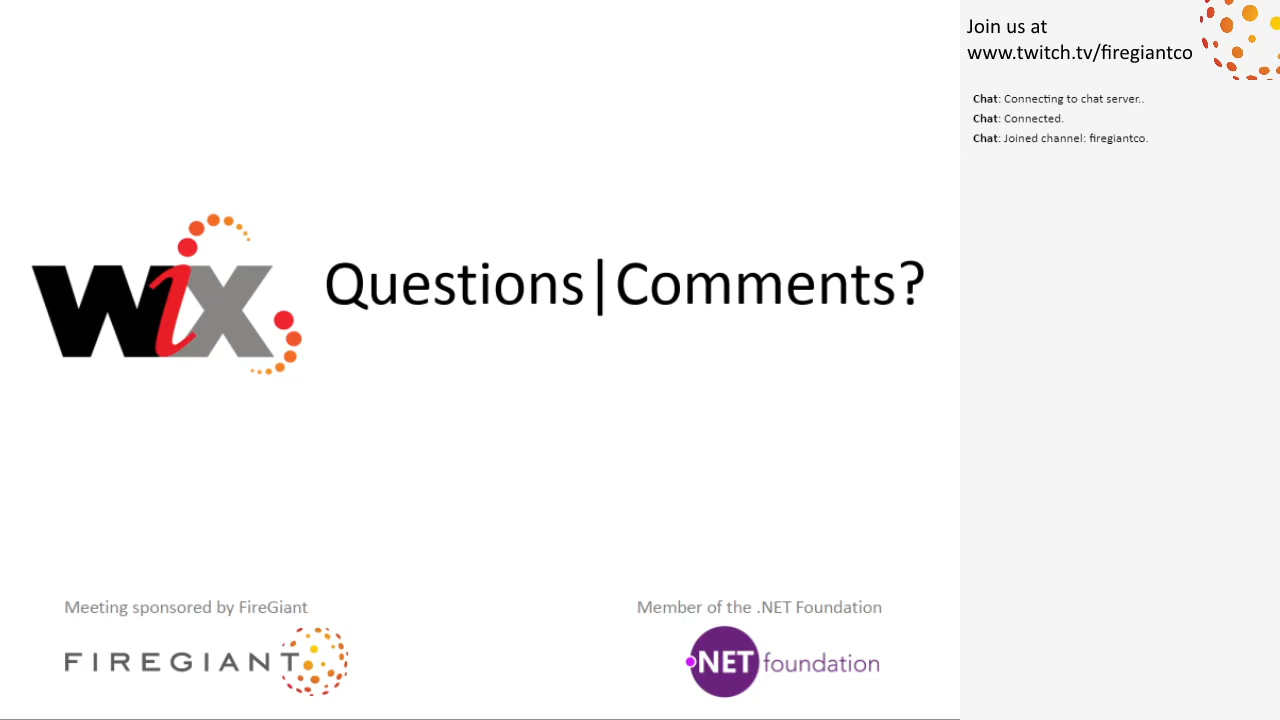 Join us at
www.twitch.tv/firegiantco
Chat: Connecting to chat server..
Chat: Connected.
Chat: Joined channel: firegiantco.
WiX
Questions|Comments?
Meeting sponsored by FireGiant
FIREGIANT
Member of the .NET Foundation
.NET foundation